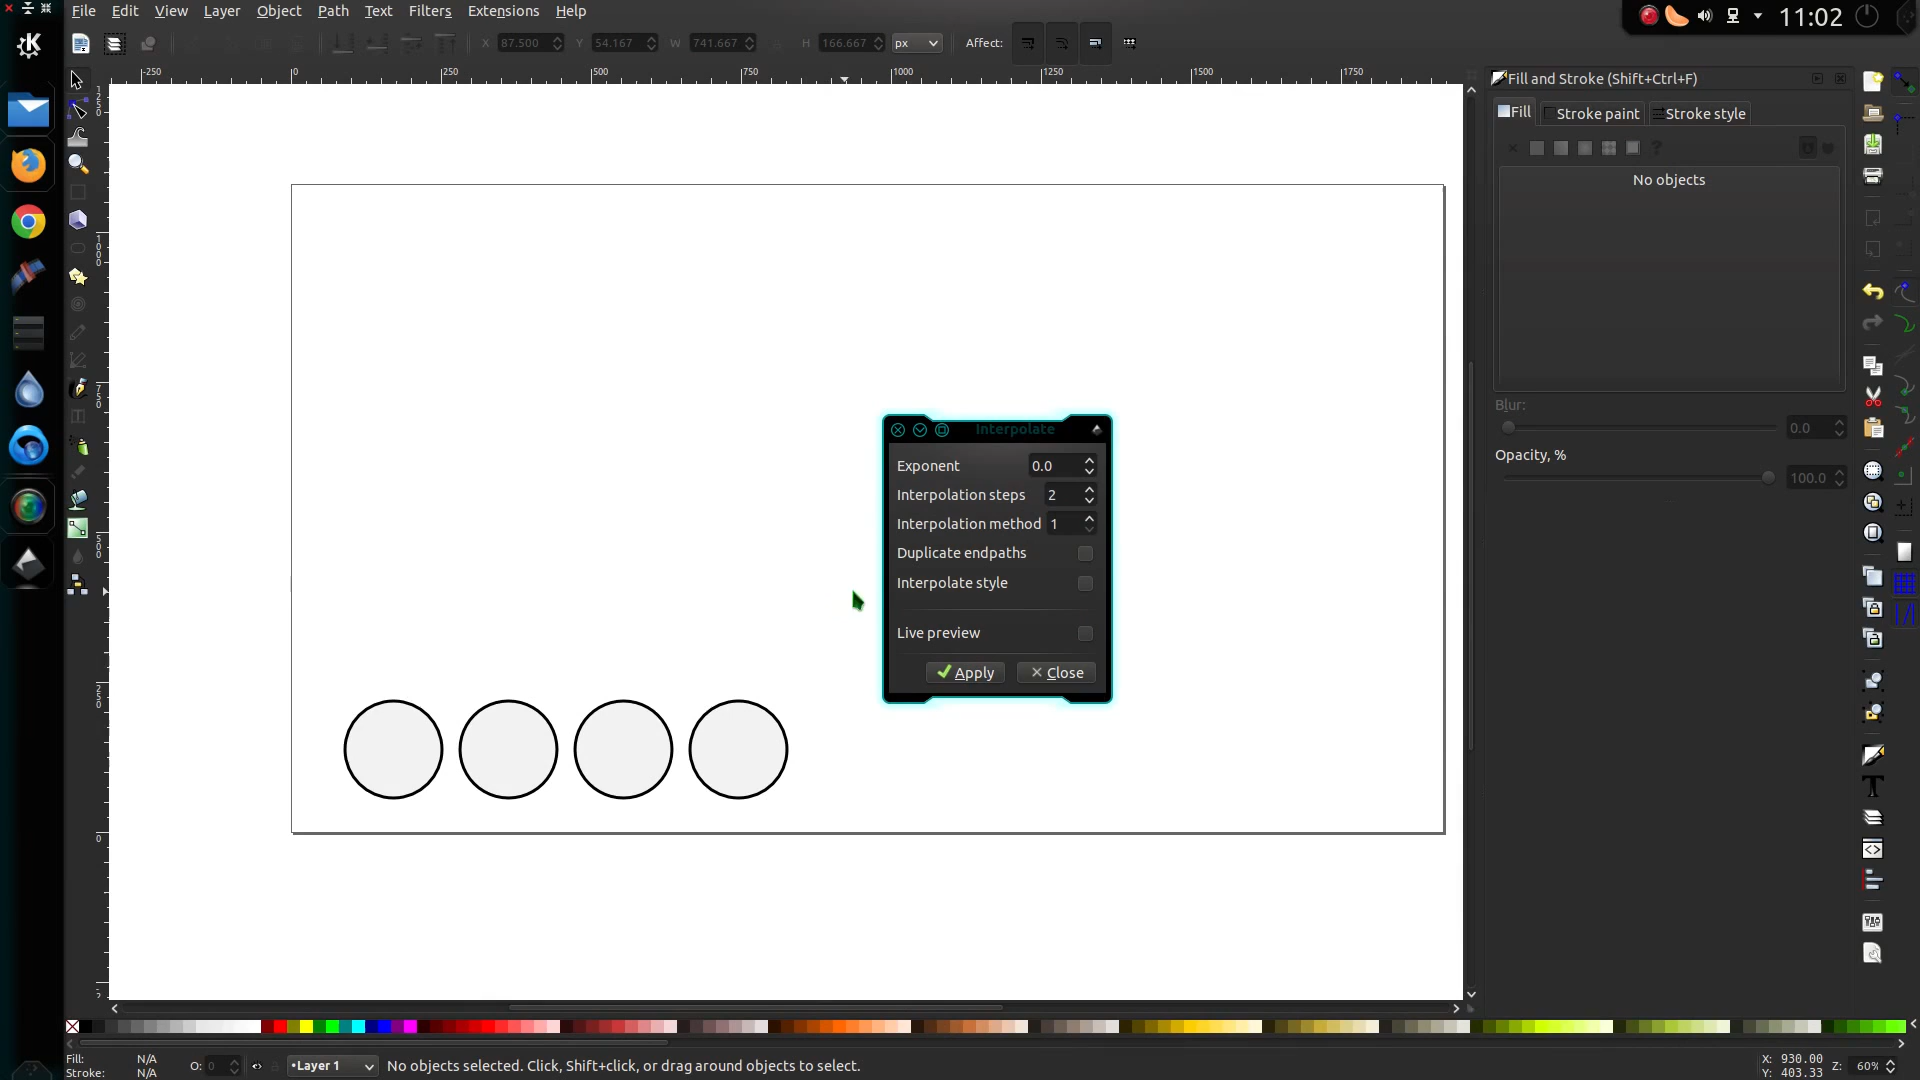 File Edit View Layer Object Path Text Filters Extensions Help
11:02
X 87.500 Y 54.167 W 741.667 H 166.667 px Affect:
-250 0 250 500 750 1000 1250 1500 1750
Fill and Stroke (Shift+Ctrl+F)
Fill Stroke paint Stroke style
No objects
Blur:
0.0
Opacity, %
100.0
Interpolate
Exponent 0.0
Interpolation steps 2
Interpolation method 1
Duplicate endpaths
Interpolate style
Live preview
Apply Close
Fill: N/A
Stroke: N/A
O: 0
•Layer 1
No objects selected. Click, Shift+click, or drag around objects to select.
X: 930.00
Y: 403.33
Z: 60%